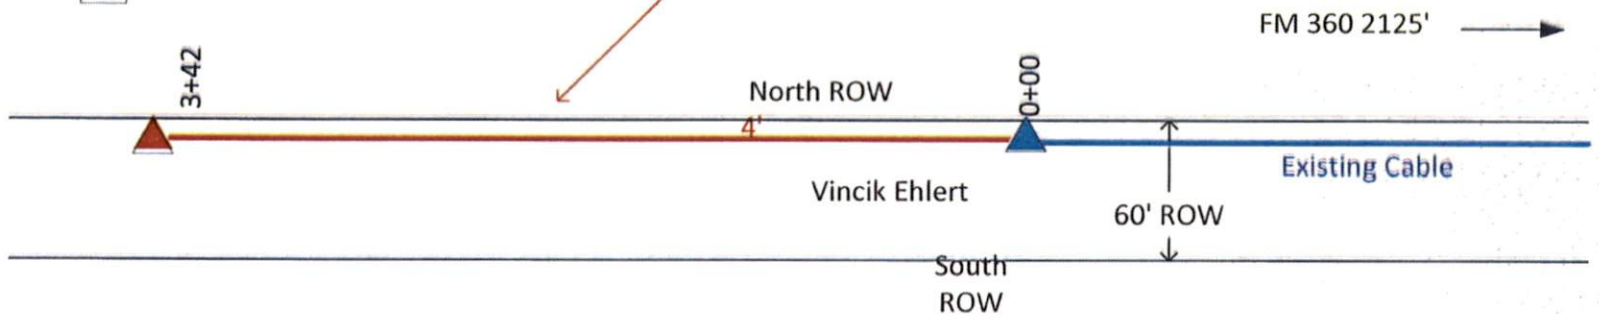 FM 360 2125'
3+42
0+00
North ROW
4'
Existing Cable
Vincik Ehlert
60' ROW
South
ROW